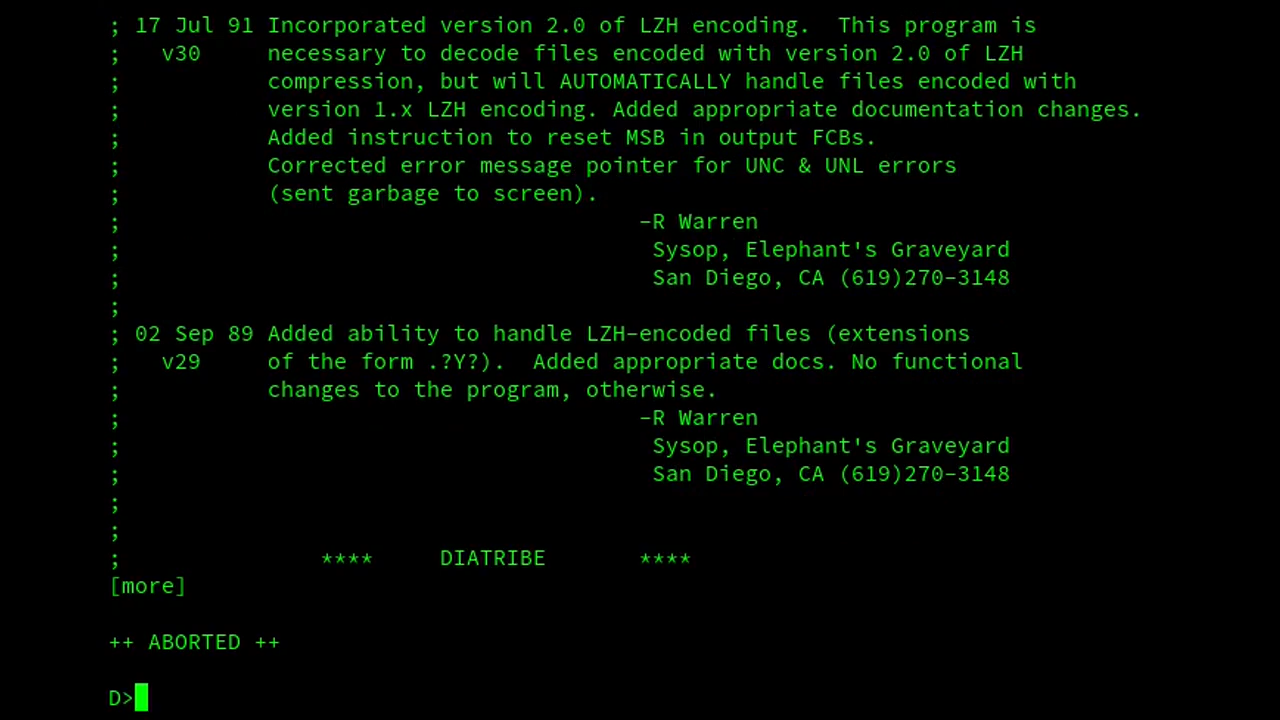 ; 17 Jul 91 Incorporated version 2.0 of LZH encoding.  This program is
;   v30     necessary to decode files encoded with version 2.0 of LZH
;           compression, but will AUTOMATICALLY handle files encoded with
;           version 1.x LZH encoding. Added appropriate documentation changes.
;           Added instruction to reset MSB in output FCBs.
;           Corrected error message pointer for UNC & UNL errors
;           (sent garbage to screen).
;                                       -R Warren
;                                        Sysop, Elephant's Graveyard
;                                        San Diego, CA (619)270-3148
;
; 02 Sep 89 Added ability to handle LZH-encoded files (extensions
;   v29     of the form .?Y?).  Added appropriate docs. No functional
;           changes to the program, otherwise.
;                                       -R Warren
;                                        Sysop, Elephant's Graveyard
;                                        San Diego, CA (619)270-3148
;
;
;               ****     DIATRIBE       ****
[more]
++ ABORTED ++
D>